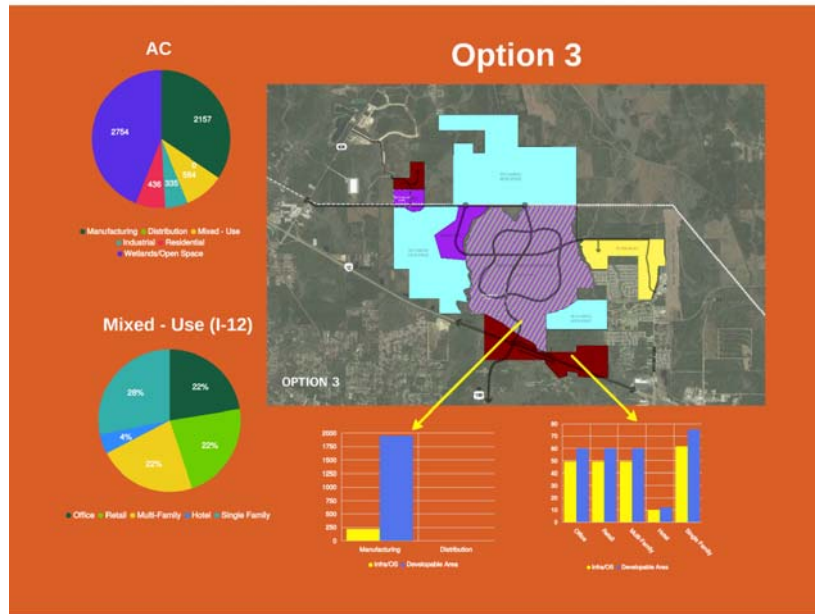 AC
Option 3
2754
2157
0
584
436
335
Manufacturing Distribution Mixed - Use
Industrial Residential
Wetlands/Open Space
Mixed - Use (I-12)
28%
22%
4%
22%
22%
Office Retail Multi-Family Hotel Single Family
OPTION 3
2000
1750
1500
1250
1000
750
500
250
0
Manufacturing Distribution
Infra/OS Developable Area
80
70
60
50
40
30
20
10
0
Office Retail Multi-Family Hotel Single Family
Infra/OS Developable Area